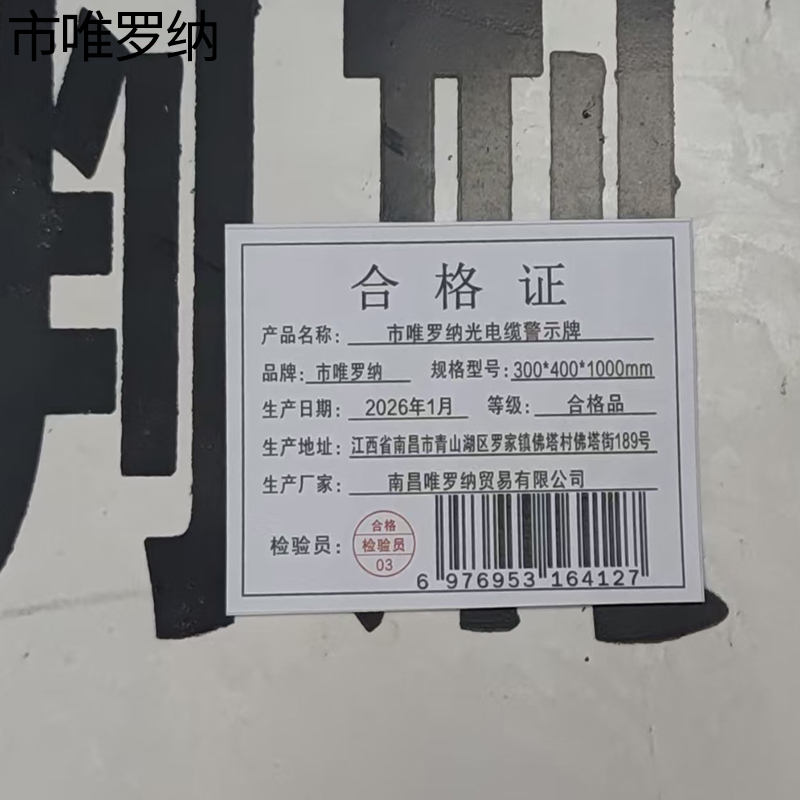 市唯罗纳
合格证
产品名称： 市唯罗纳光电缆警示牌
品牌： 市唯罗纳 规格型号： 300*400*1000mm
生产日期： 2026年1月 等级： 合格品
生产地址： 江西省南昌市青山湖区罗家镇佛塔村佛塔街189号
生产厂家： 南昌唯罗纳贸易有限公司
检验员：
合格
检验员
03
6 976953 164127